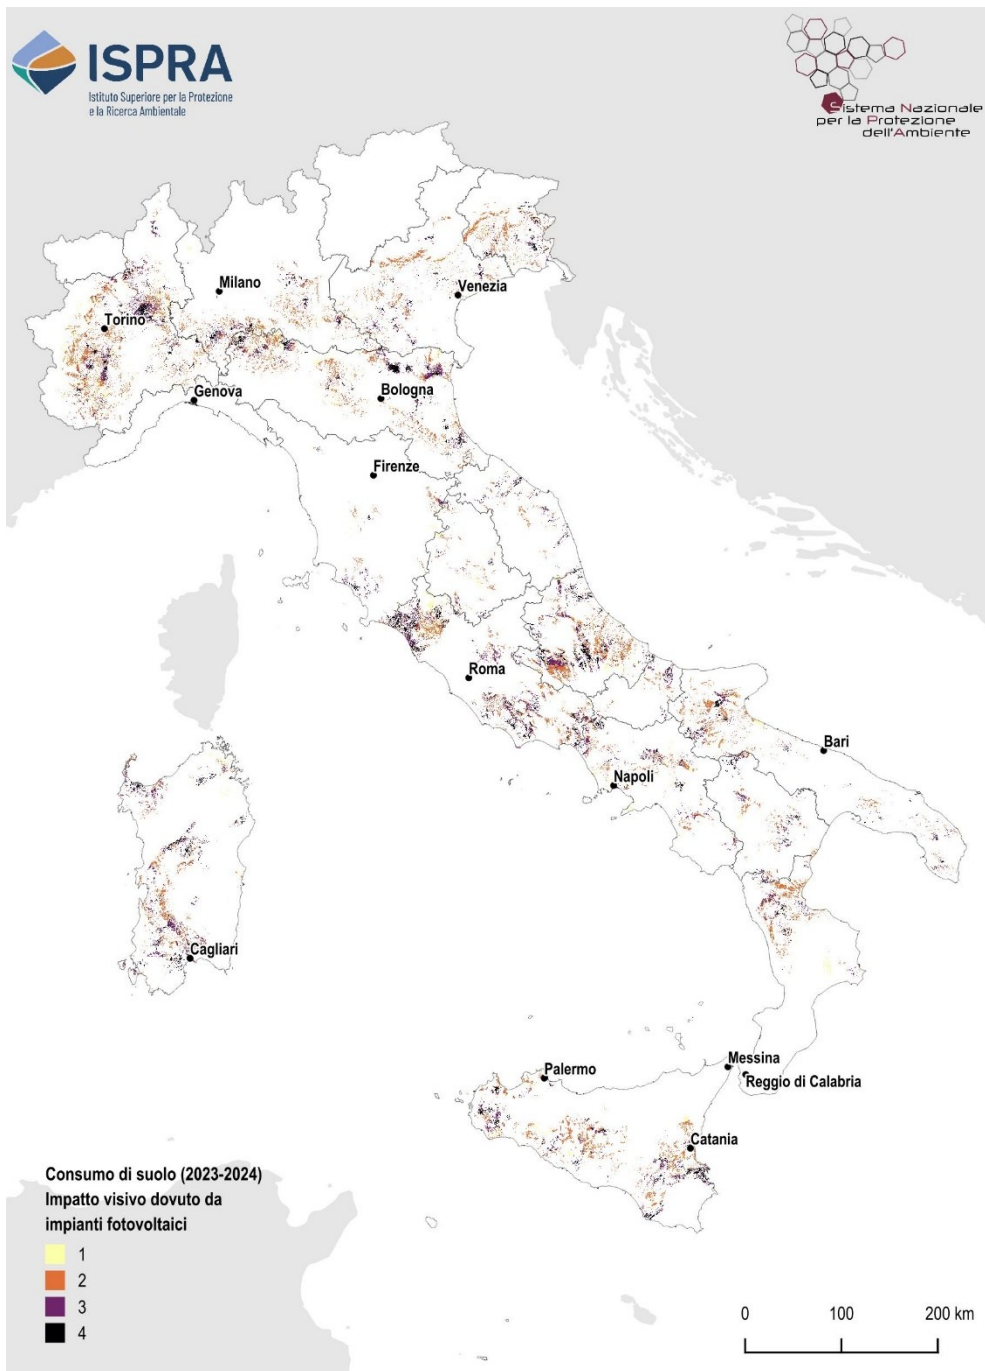 ISPRA
Istituto Superiore per la Protezione
e la Ricerca Ambientale
Sistema Nazionale
per la Protezione
dell'Ambiente
Milano
Venezia
Torino
Genova
Bologna
Firenze
Roma
Bari
Napoli
Cagliari
Messina
Palermo
Reggio di Calabria
Catania
Consumo di suolo (2023-2024)
Impatto visivo dovuto da
impianti fotovoltaici
1
2
3
4
0 100 200 km